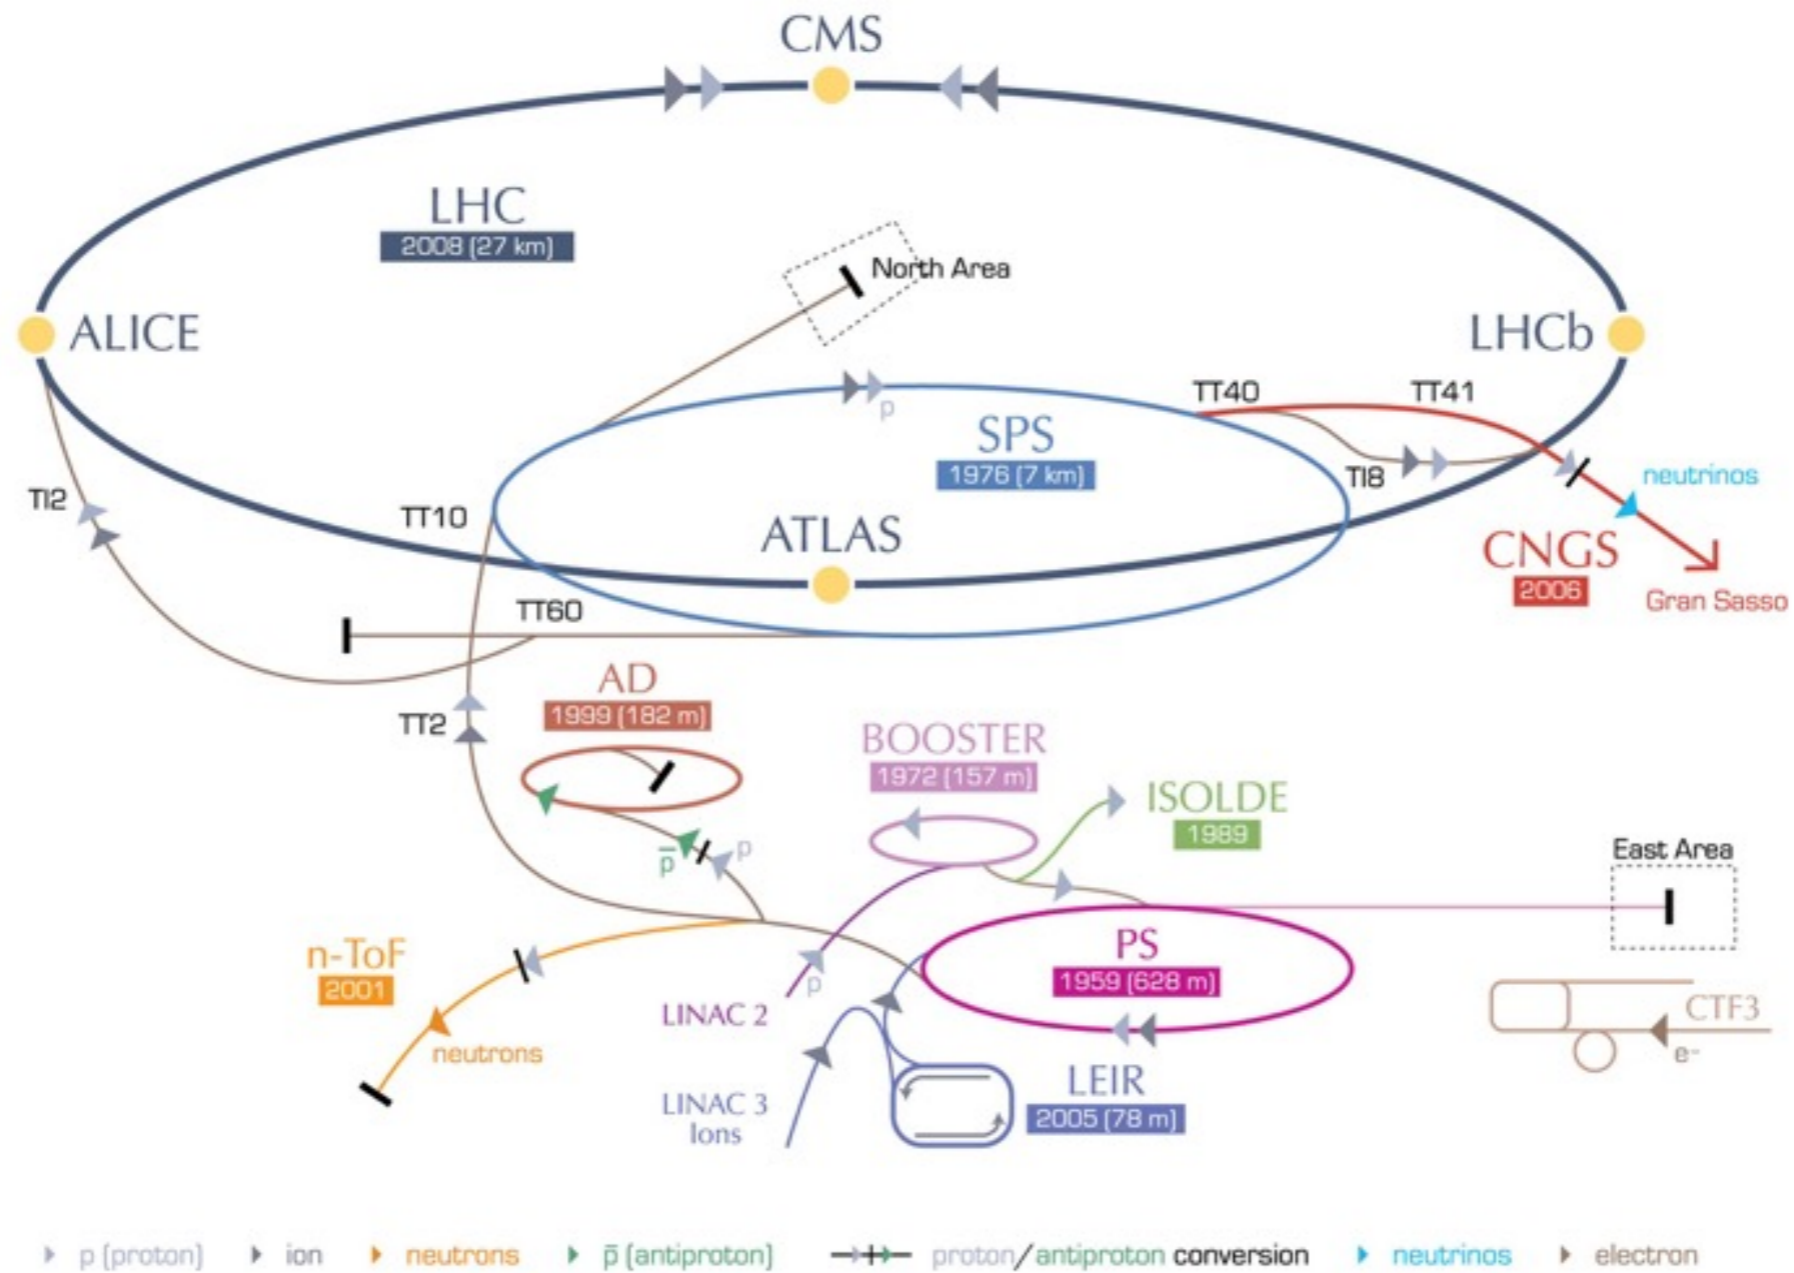 CMS
LHC
2008 (27 km)
North Area
ALICE
LHCb
TT40
TT41
p
SPS
1976 (7 km)
TI8
neutrinos
TI2
TT10
ATLAS
CNGS
2006
Gran Sasso
TT60
AD
1999 (182 m)
TT2
BOOSTER
1972 (157 m)
ISOLDE
1989
East Area
p̅
p
n-ToF
2001
neutrons
p
LINAC 2
PS
1959 (628 m)
CTF3
e-
LINAC 3
Ions
LEIR
2005 (78 m)
p (proton) ion neutrons p̅ (antiproton) proton/antiproton conversion neutrinos electron